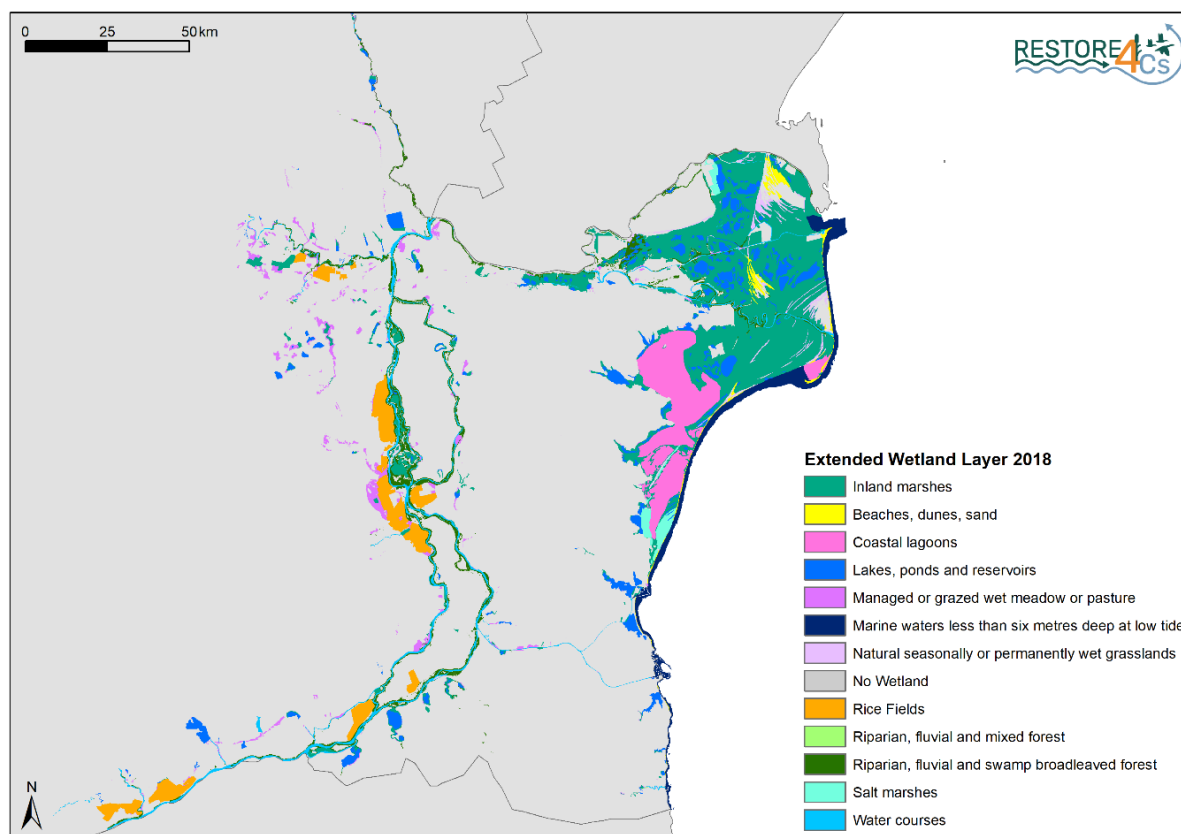 0 25 50 km
RESTORE4Cs
N
Extended Wetland Layer 2018
Inland marshes
Beaches, dunes, sand
Coastal lagoons
Lakes, ponds and reservoirs
Managed or grazed wet meadow or pasture
Marine waters less than six metres deep at low tide
Natural seasonally or permanently wet grasslands
No Wetland
Rice Fields
Riparian, fluvial and mixed forest
Riparian, fluvial and swamp broadleaved forest
Salt marshes
Water courses